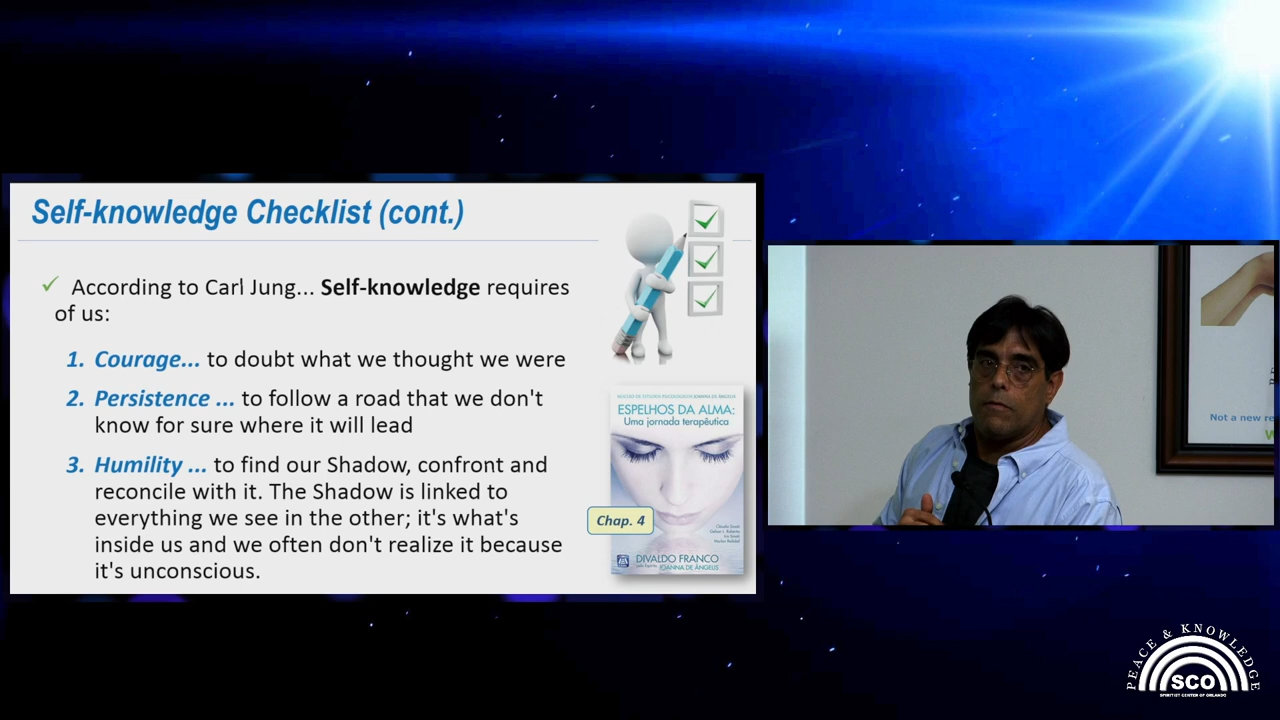 Self-knowledge Checklist (cont.)
✓ According to Carl Jung... Self-knowledge requires
of us:
1. Courage... to doubt what we thought we were
2. Persistence ... to follow a road that we don't
know for sure where it will lead
3. Humility ... to find our Shadow, confront and
reconcile with it. The Shadow is linked to
everything we see in the other; it's what's
inside us and we often don't realize it because
it's unconscious.
ESPELHOS DA ALMA:
Uma jornada terapêutica
Chap. 4
DIVALDO FRANCO
JOANNA DE ÂNGELIS
Not a new re
PEACE & KNOWLEDGE
SCO
SPIRITIST CENTER OF ORLANDO